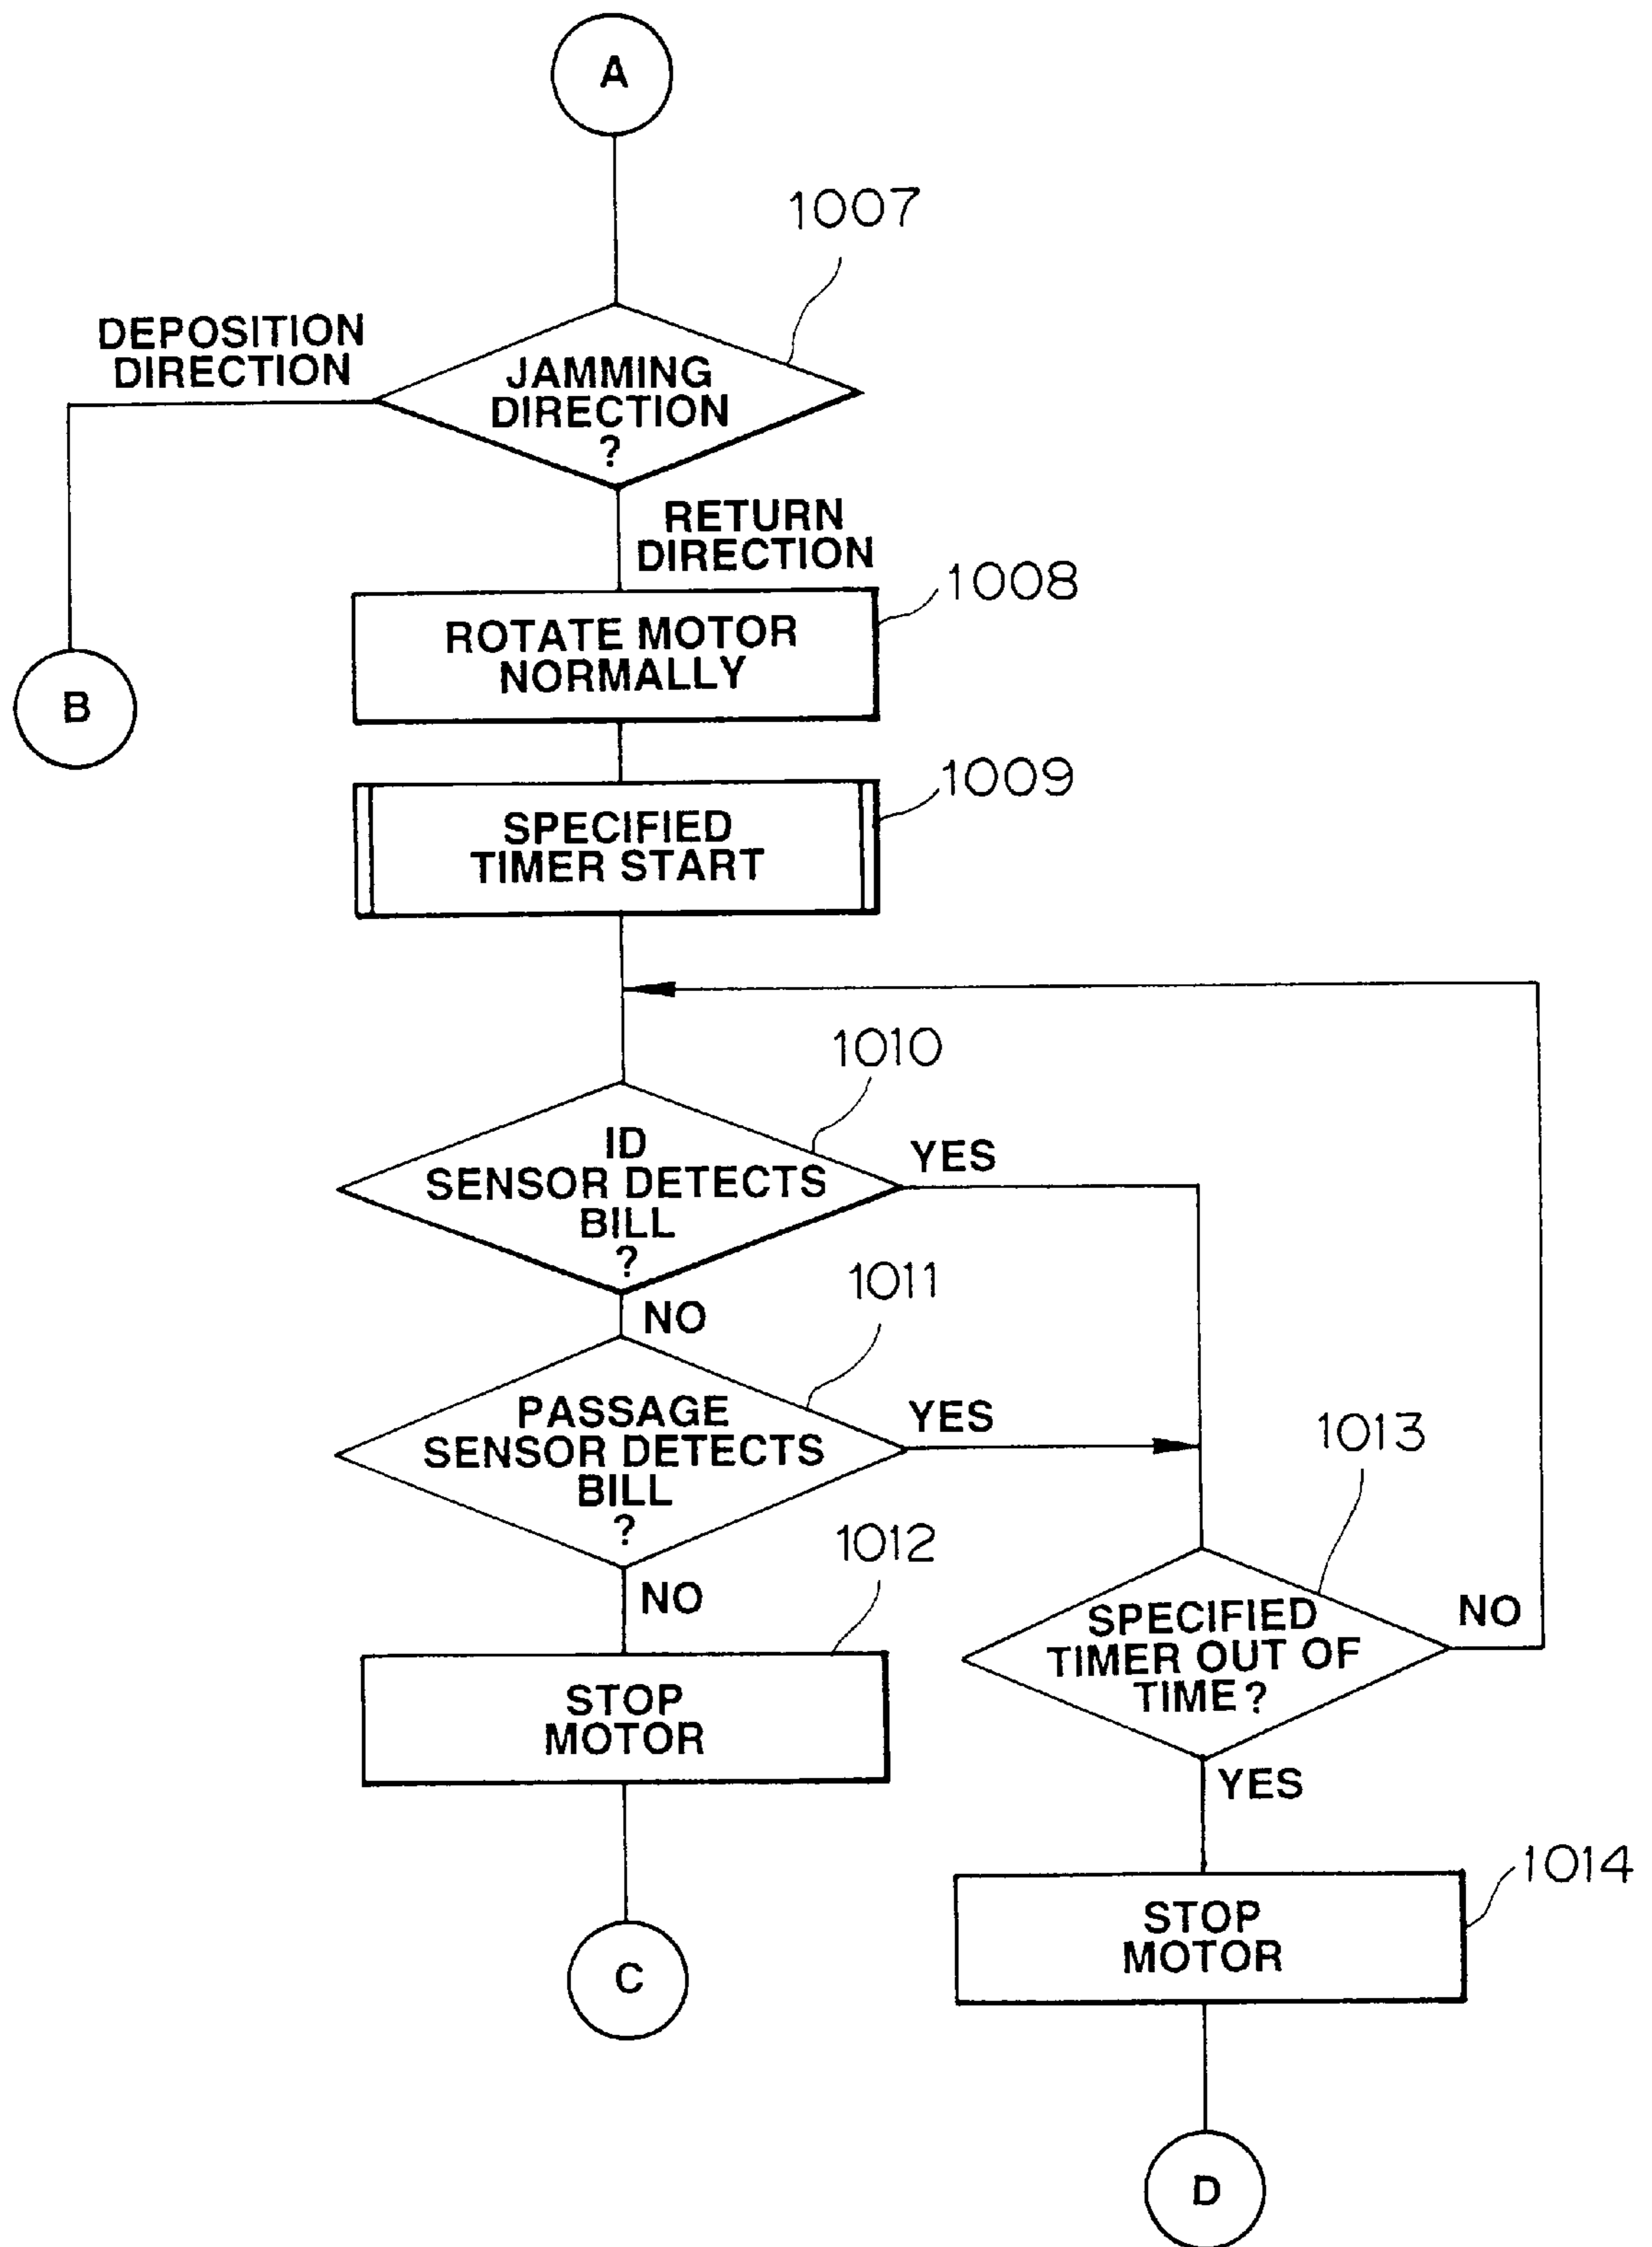 A
1007
DEPOSITION
DIRECTION
JAMMING
DIRECTION
?
RETURN
DIRECTION
1008
ROTATE MOTOR
NORMALLY
B
1009
SPECIFIED
TIMER START
1010
ID
SENSOR DETECTS
BILL
?
YES
NO
1011
PASSAGE
SENSOR DETECTS
BILL
?
YES
1013
NO
1012
SPECIFIED
TIMER OUT OF
TIME?
NO
STOP
MOTOR
YES
1014
STOP
MOTOR
C
D